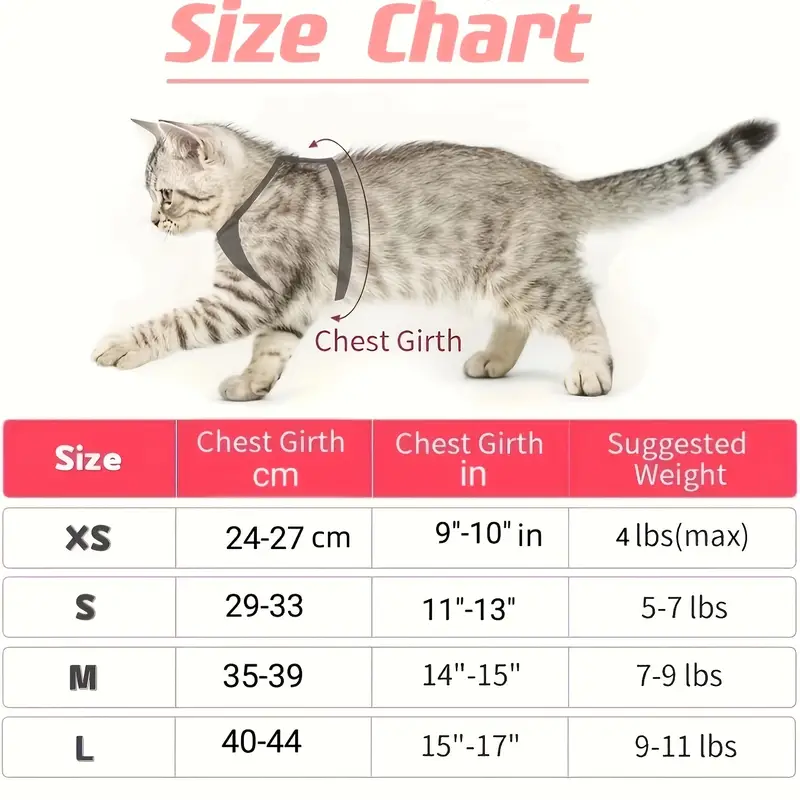 Size Chart
Chest Girth
Size
Chest Girth cm
Chest Girth in
Suggested Weight
XS
24-27 cm
9"-10" in
4 lbs(max)
S
29-33
11"-13"
5-7 lbs
M
35-39
14"-15"
7-9 lbs
L
40-44
15"-17"
9-11 lbs